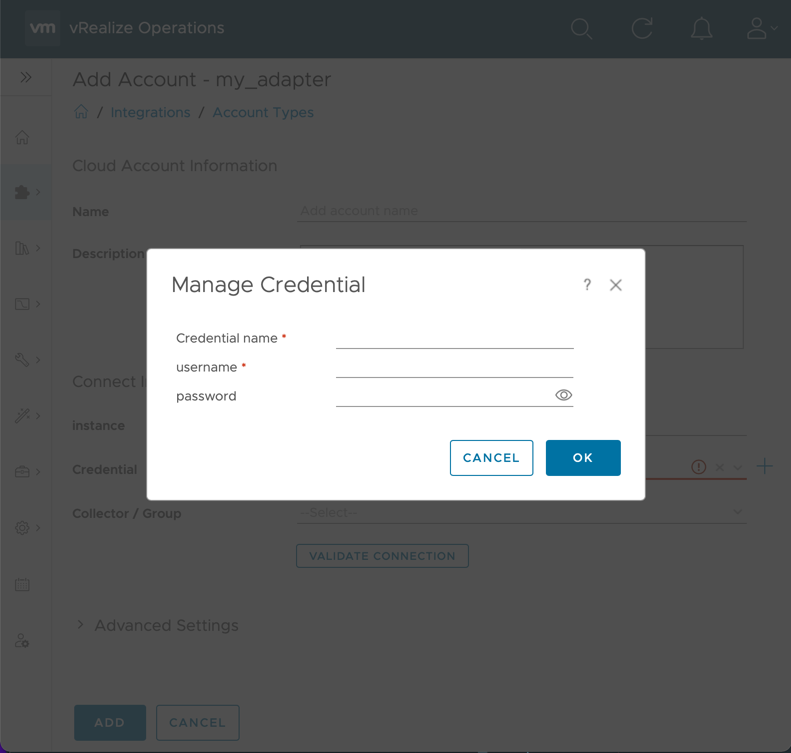 vm vRealize Operations
Add Account - my_adapter
/ Integrations / Account Types
Cloud Account Information
Name Add account name
Description
Manage Credential ?
Credential name *
username *
password
CANCEL OK
Connect I
instance
Credential
Collector / Group --Select--
VALIDATE CONNECTION
Advanced Settings
ADD CANCEL